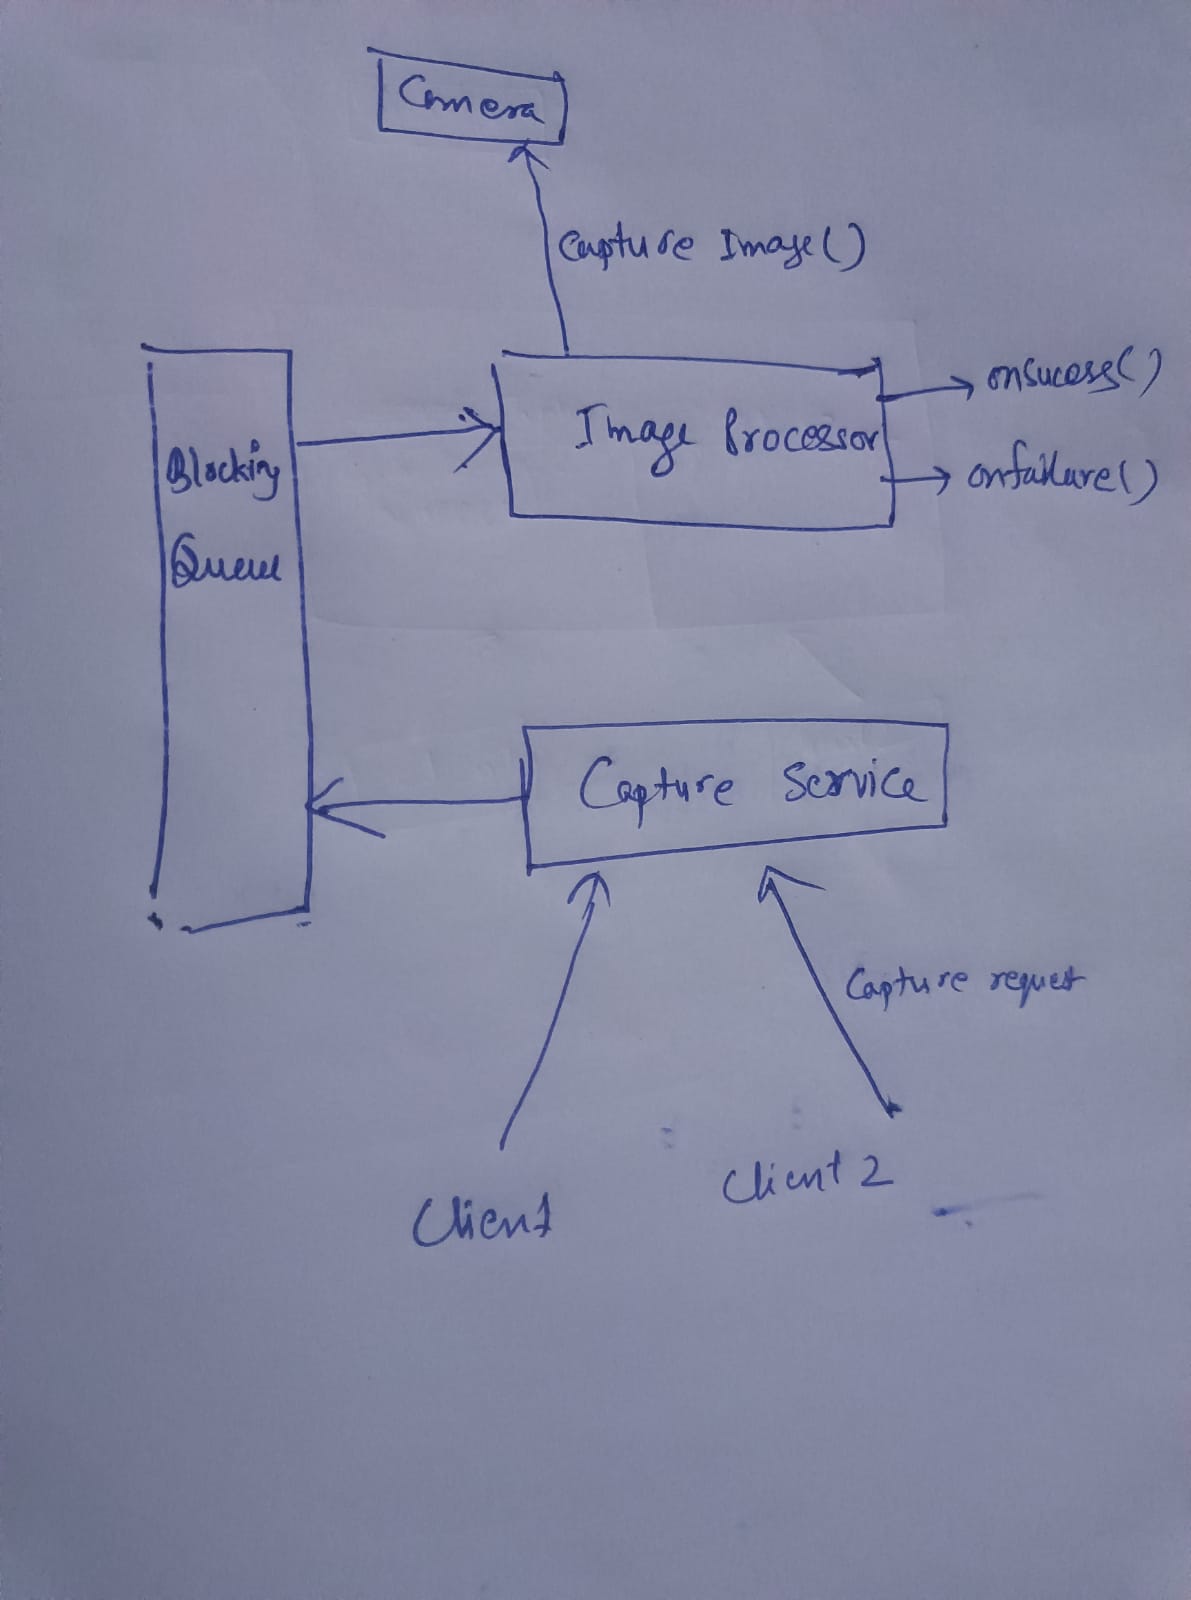 Camera
Capture Image()
onSucess()
Image Processor
onfailure()
Blocking
Queue
Capture Service
Capture request
Client 2
Client